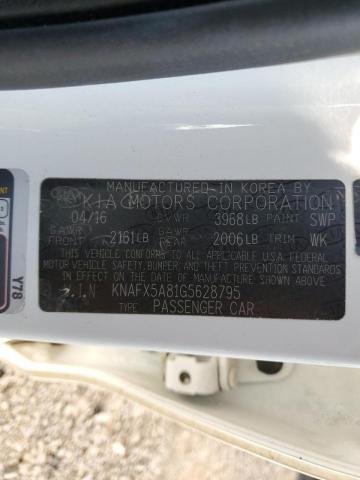 MANUFACTURED-IN KOREA BY
KIA MOTORS CORPORATION
04/16 GVWR 3968LB PAINT SWP
GAWR GAWR
FRONT 2161LB REAR 2006LB TRIM WK
THIS VEHICLE CONFORMS TO ALL APPLICABLE U.S.A. FEDERAL
MOTOR VEHICLE SAFETY, BUMPER, AND THEFT PREVENTION
STANDARDS IN EFFECT ON THE DATE OF MANUFACTURE SHOWN ABOVE
V.I.N KNAFX5A81G5628795
TYPE: PASSENGER CAR
Y78